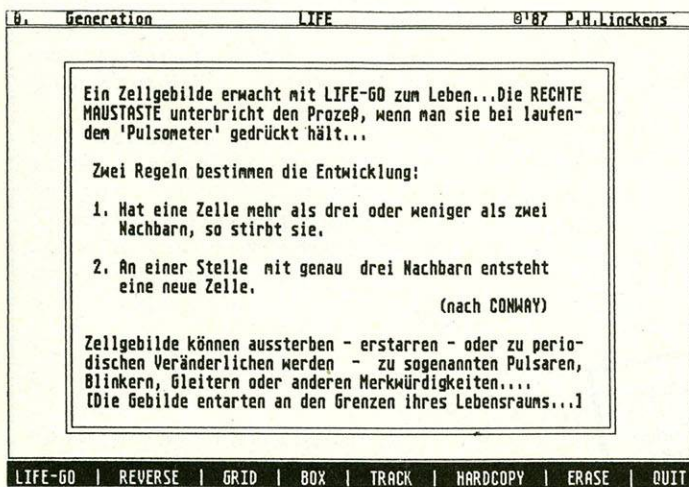 0. Generation LIFE ©'87 P.H.Linckens
Ein Zellgebilde erwacht mit LIFE-GO zum Leben...Die RECHTE
MAUSTASTE unterbricht den Prozeß, wenn man sie bei laufen-
dem 'Pulsometer' gedrückt hält...
Zwei Regeln bestimmen die Entwicklung:
1. Hat eine Zelle mehr als drei oder weniger als zwei
Nachbarn, so stirbt sie.
2. An einer Stelle mit genau drei Nachbarn entsteht
eine neue Zelle.
(nach CONWAY)
Zellgebilde können aussterben - erstarren - oder zu perio-
dischen Veränderlichen werden - zu sogenannten Pulsaren,
Blinkern, Gleitern oder anderen Merkwürdigkeiten....
[Die Gebilde entarten an den Grenzen ihres Lebensraums...]
LIFE-GO | REVERSE | GRID | BOX | TRACK | HARDCOPY | ERASE | QUIT